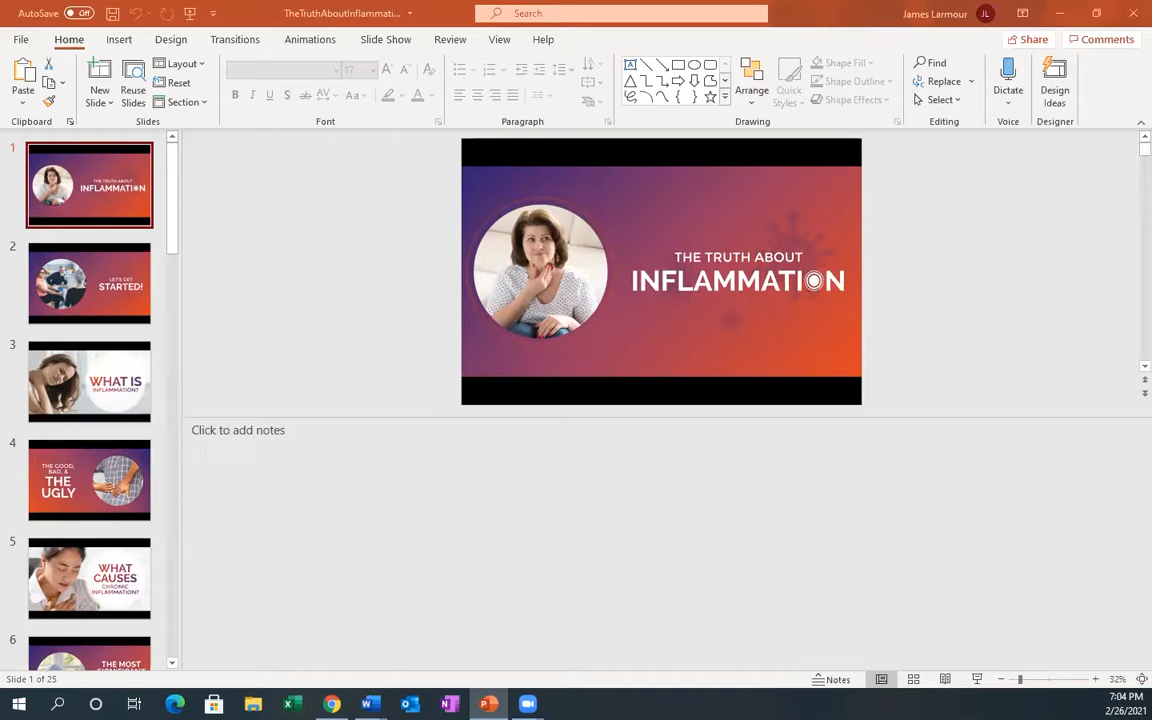 AutoSave Off
TheTruthAboutInflammati...
Search
James Larmour JL
File Home Insert Design Transitions Animations Slide Show Review View Help
Share Comments
Paste
New Slide
Reuse Slides
Layout
Reset
Section
17
Arrange
Quick Styles
Shape Fill
Shape Outline
Shape Effects
Find
Replace
Select
Dictate
Design Ideas
Clipboard Slides Font Paragraph Drawing Editing Voice Designer
1
THE TRUTH ABOUT
INFLAMMATION
2
LET'S GET
STARTED!
3
WHAT IS
INFLAMMATION?
4
THE GOOD,
BAD, &
THE
UGLY
5
WHAT
CAUSES
CHRONIC
INFLAMMATION?
6
THE MOST
THE TRUTH ABOUT
INFLAMMATION
Click to add notes
Slide 1 of 25
Notes
32%
7:04 PM
2/26/2021